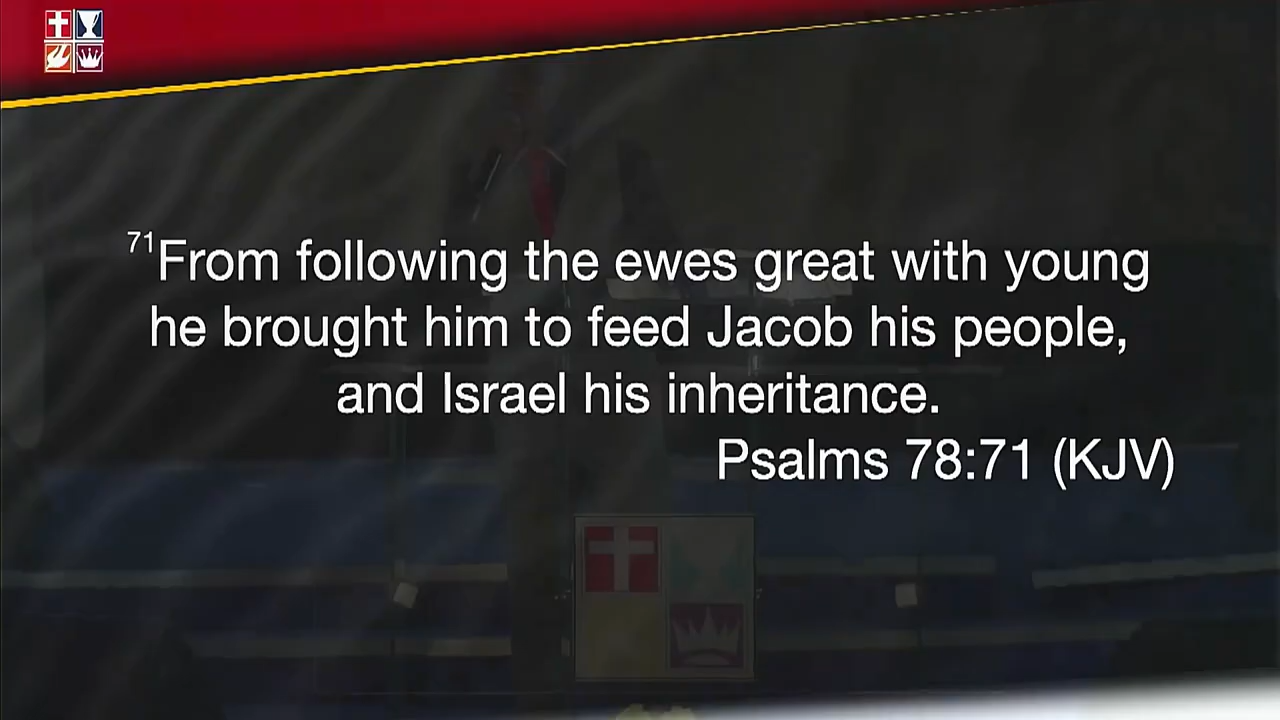 71From following the ewes great with young
he brought him to feed Jacob his people,
and Israel his inheritance.
Psalms 78:71 (KJV)